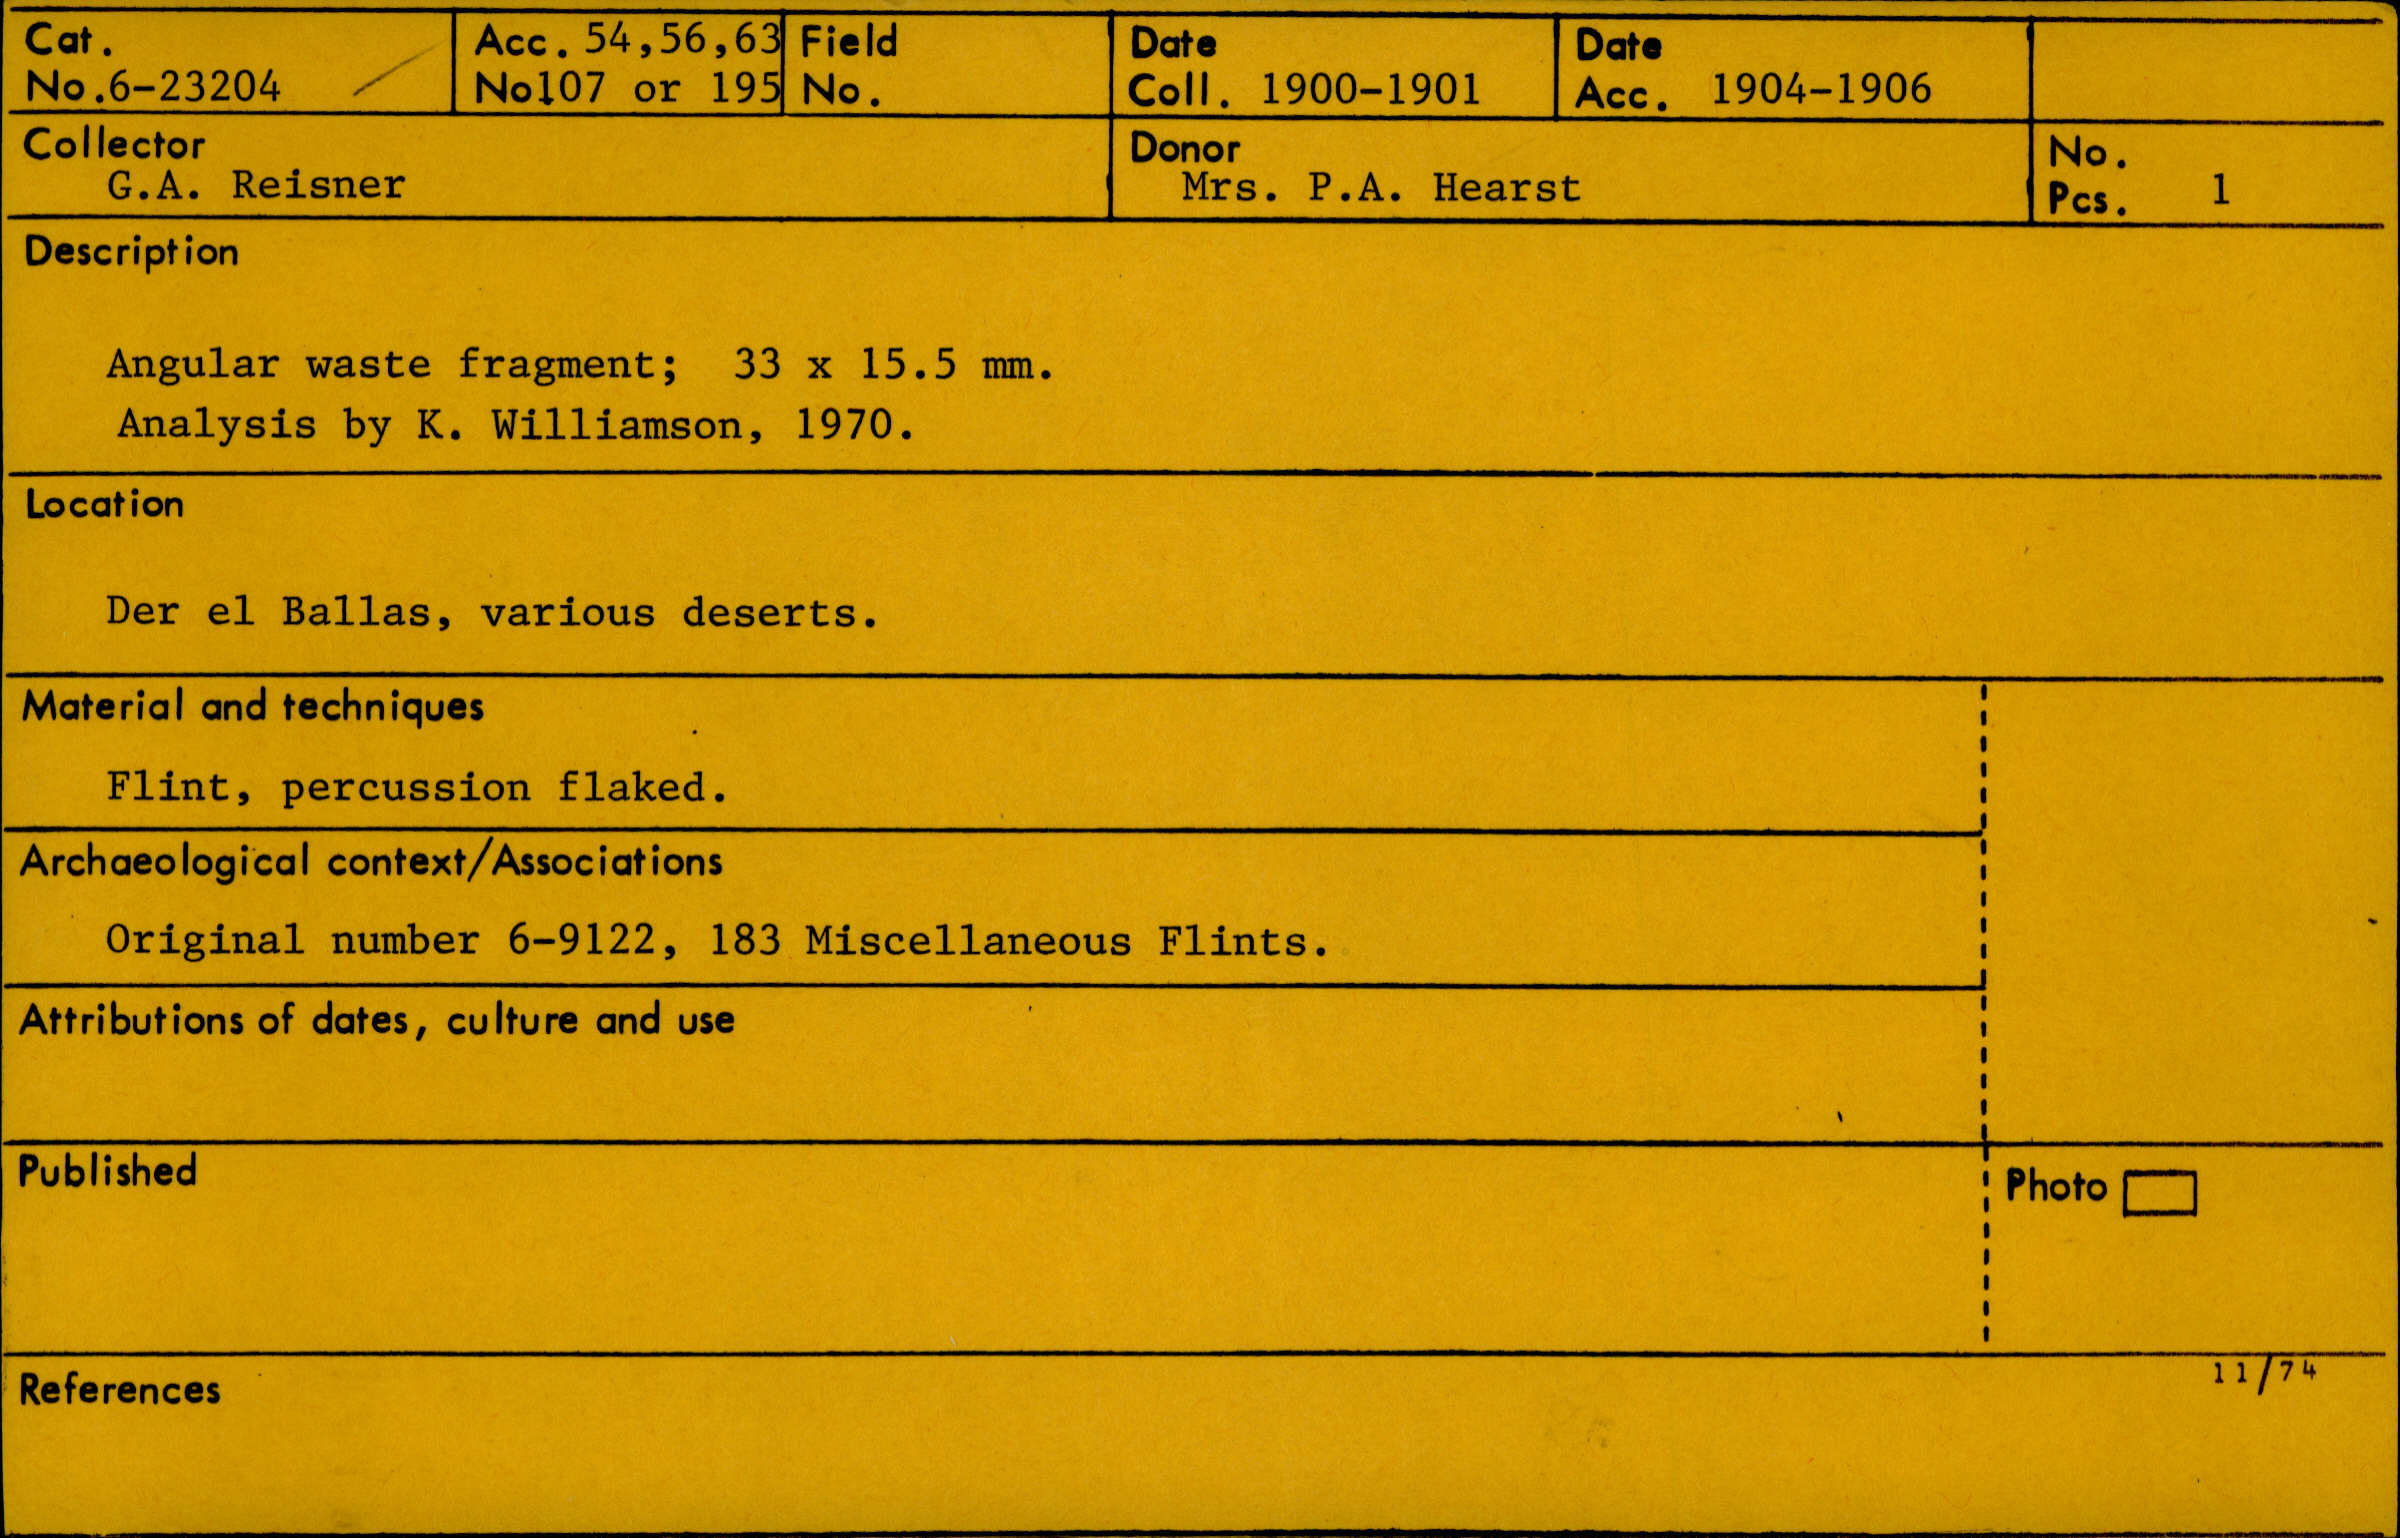 Cat. No. 6-23204
Acc. No. 54,56,63 107 or 195
Field No.
Date Coll. 1900-1901
Date Acc. 1904-1906
Collector
G.A. Reisner
Donor
Mrs. P.A. Hearst
No. Pcs. 1
Description
Angular waste fragment; 33 x 15.5 mm.
Analysis by K. Williamson, 1970.
Location
Der el Ballas, various deserts.
Material and techniques
Flint, percussion flaked.
Archaeological context/Associations
Original number 6-9122, 183 Miscellaneous Flints.
Attributions of dates, culture and use
Published
Photo
References
11/74